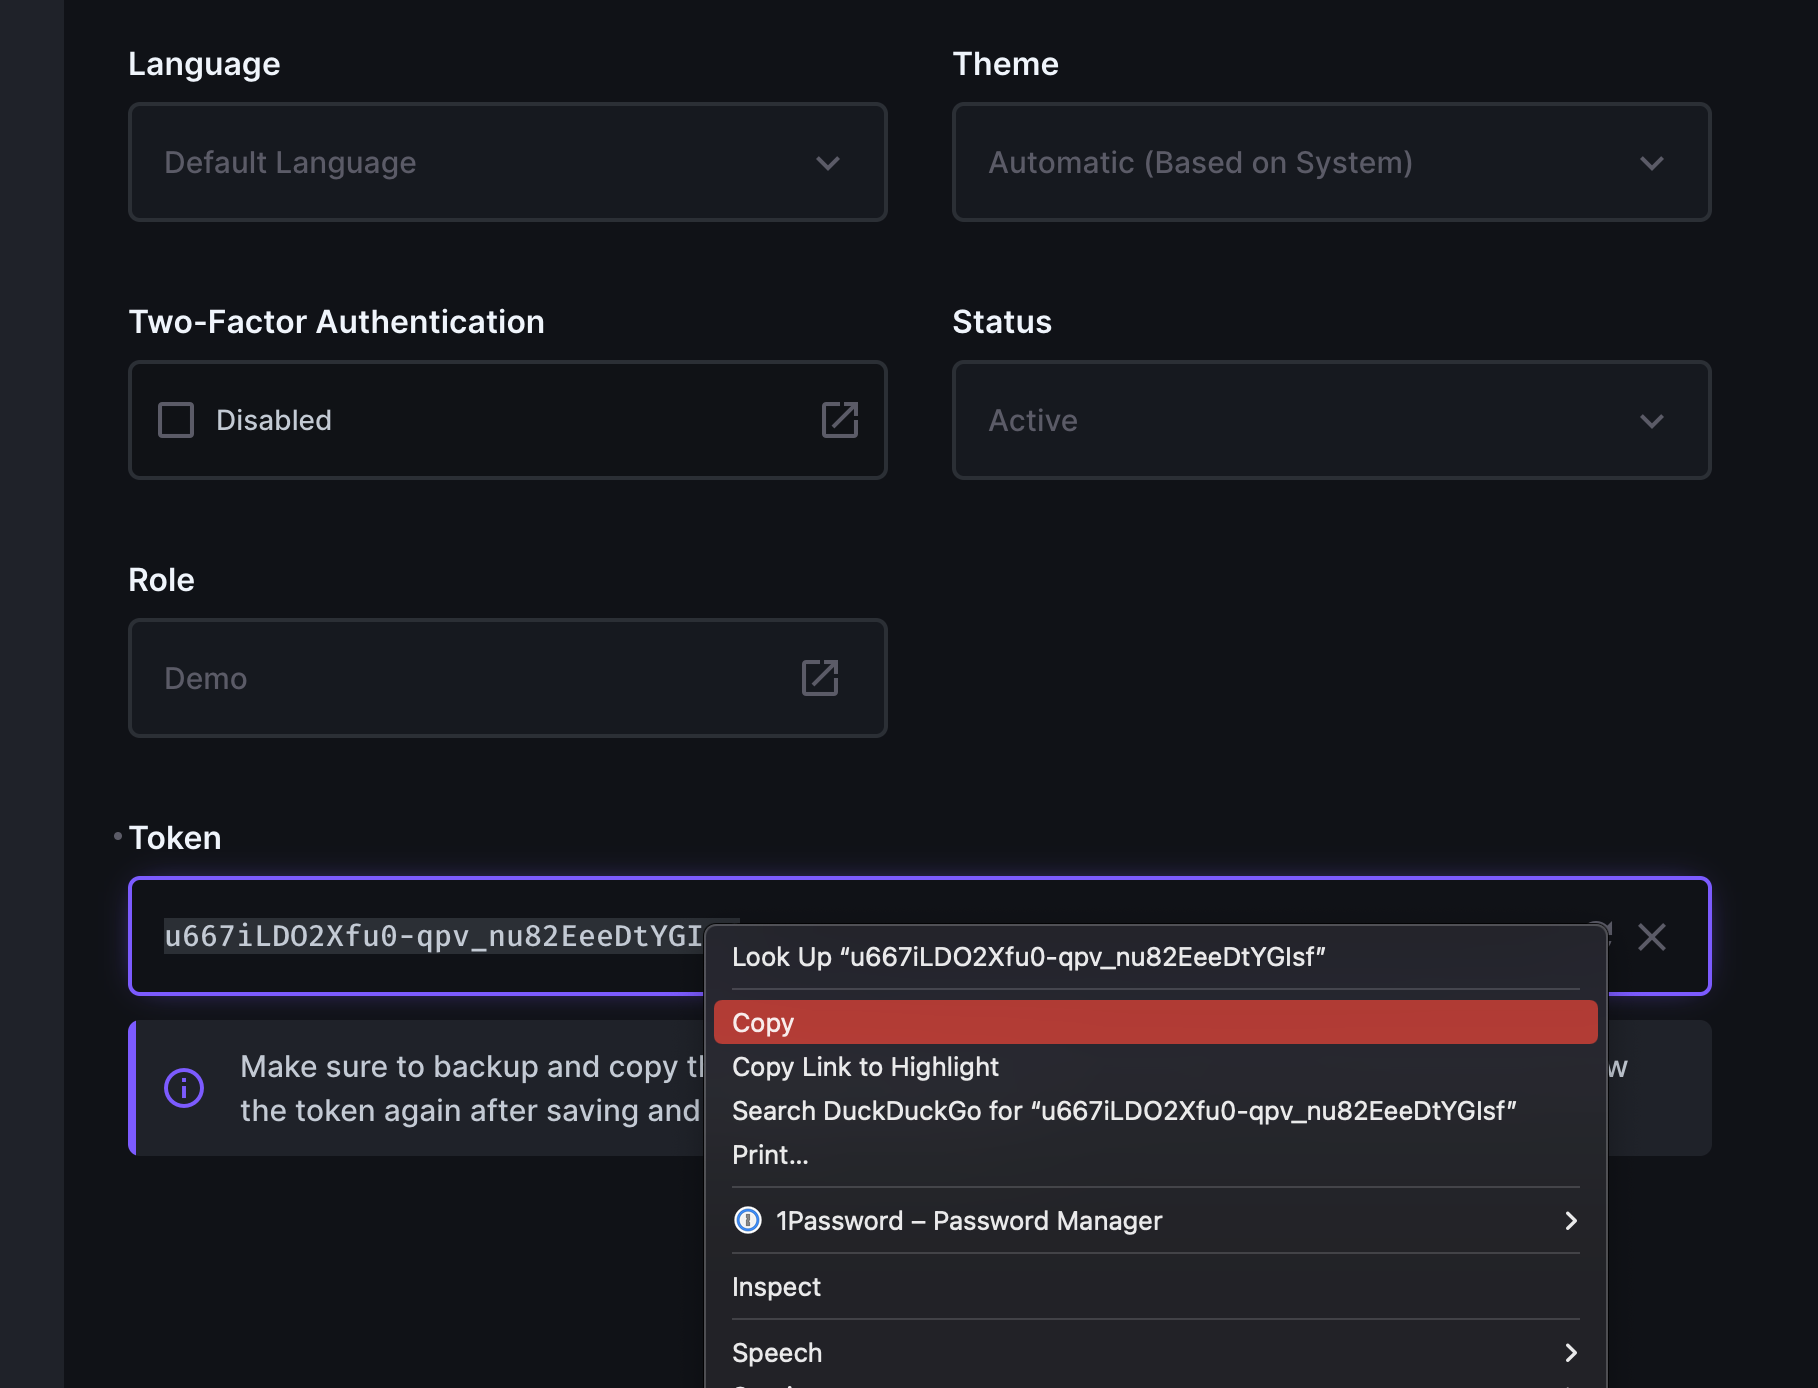 Language
Theme
Default Language
Automatic (Based on System)
Two-Factor Authentication
Status
Disabled
Active
Role
Demo
Token
u667iLDO2Xfu0-qpv_nu82EeeDtYGI
Look Up “u667iLDO2Xfu0-qpv_nu82EeeDtYGIsf”
Copy
Make sure to backup and copy
Copy Link to Highlight
the token again after saving and
Search DuckDuckGo for “u667iLDO2Xfu0-qpv_nu82EeeDtYGIsf”
Print...
1Password – Password Manager
Inspect
Speech